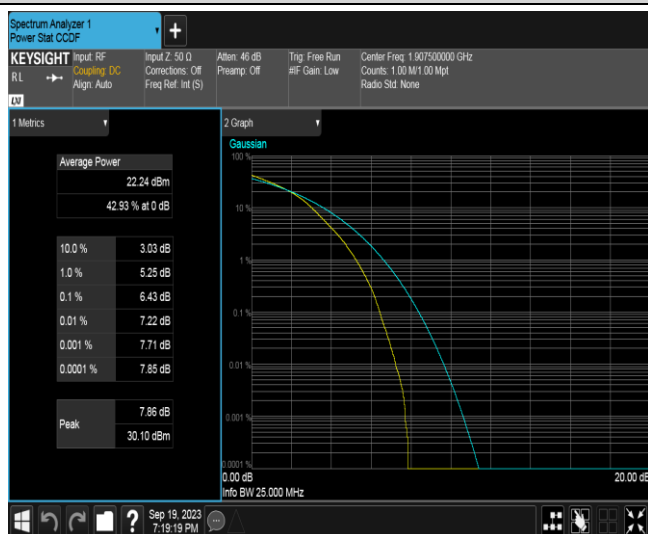 Spectrum Analyzer 1
Power Stat CCDF
KEYSIGHT
RL
LXI
Input: RF
Coupling: DC
Align: Auto
Input Z: 50 Ω
Corrections: Off
Freq Ref: Int (S)
Atten: 46 dB
Preamp: Off
Trig: Free Run
#IF Gain: Low
Center Freq: 1.907500000 GHz
Counts: 1.00 M/1.00 Mpt
Radio Std: None
1 Metrics
Average Power
22.24 dBm
42.93 % at 0 dB
10.0 % 3.03 dB
1.0 % 5.25 dB
0.1 % 6.43 dB
0.01 % 7.22 dB
0.001 % 7.71 dB
0.0001 % 7.85 dB
Peak
7.86 dB
30.10 dBm
2 Graph
Gaussian
100 %
10 %
1 %
0.1 %
0.01 %
0.001 %
0.0001 %
0.00 dB
20.00 dB
Info BW 25.000 MHz
Sep 19, 2023
7:19:19 PM